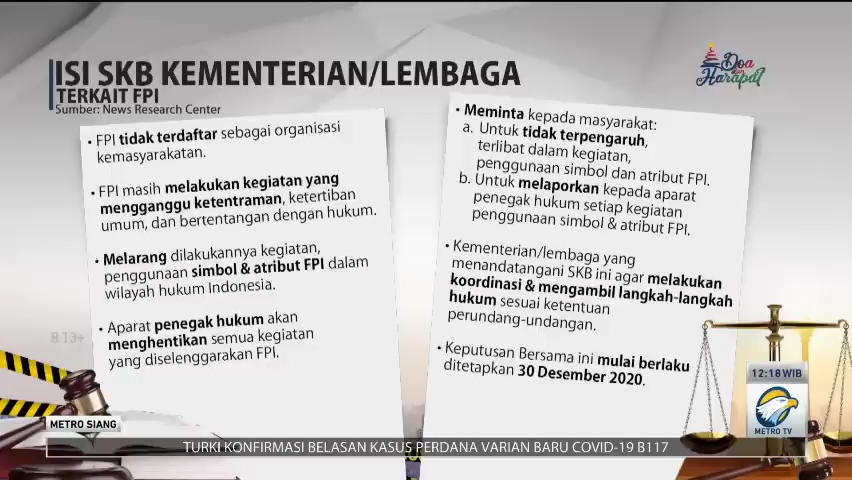 ISI SKB KEMENTERIAN/LEMBAGA
TERKAIT FPI
Sumber: News Research Center
Doa
dan
Harapan
• FPI tidak terdaftar sebagai organisasi
kemasyarakatan.
• FPI masih melakukan kegiatan yang
mengganggu ketentraman, ketertiban
umum, dan bertentangan dengan hukum.
• Melarang dilakukannya kegiatan,
penggunaan simbol & atribut FPI dalam
wilayah hukum Indonesia.
• Aparat penegak hukum akan
menghentikan semua kegiatan
yang diselenggarakan FPI.
• Meminta kepada masyarakat:
a. Untuk tidak terpengaruh,
terlibat dalam kegiatan,
penggunaan simbol dan atribut FPI.
b. Untuk melaporkan kepada aparat
penegak hukum setiap kegiatan
penggunaan simbol & atribut FPI.
• Kementerian/lembaga yang
menandatangani SKB ini agar melakukan
koordinasi & mengambil langkah-langkah
hukum sesuai ketentuan
perundang-undangan.
• Keputusan Bersama ini mulai berlaku
ditetapkan 30 Desember 2020.
R 13+
12:18 WIB
METRO TV
METRO SIANG
TURKI KONFIRMASI BELASAN KASUS PERDANA VARIAN BARU COVID-19 B117